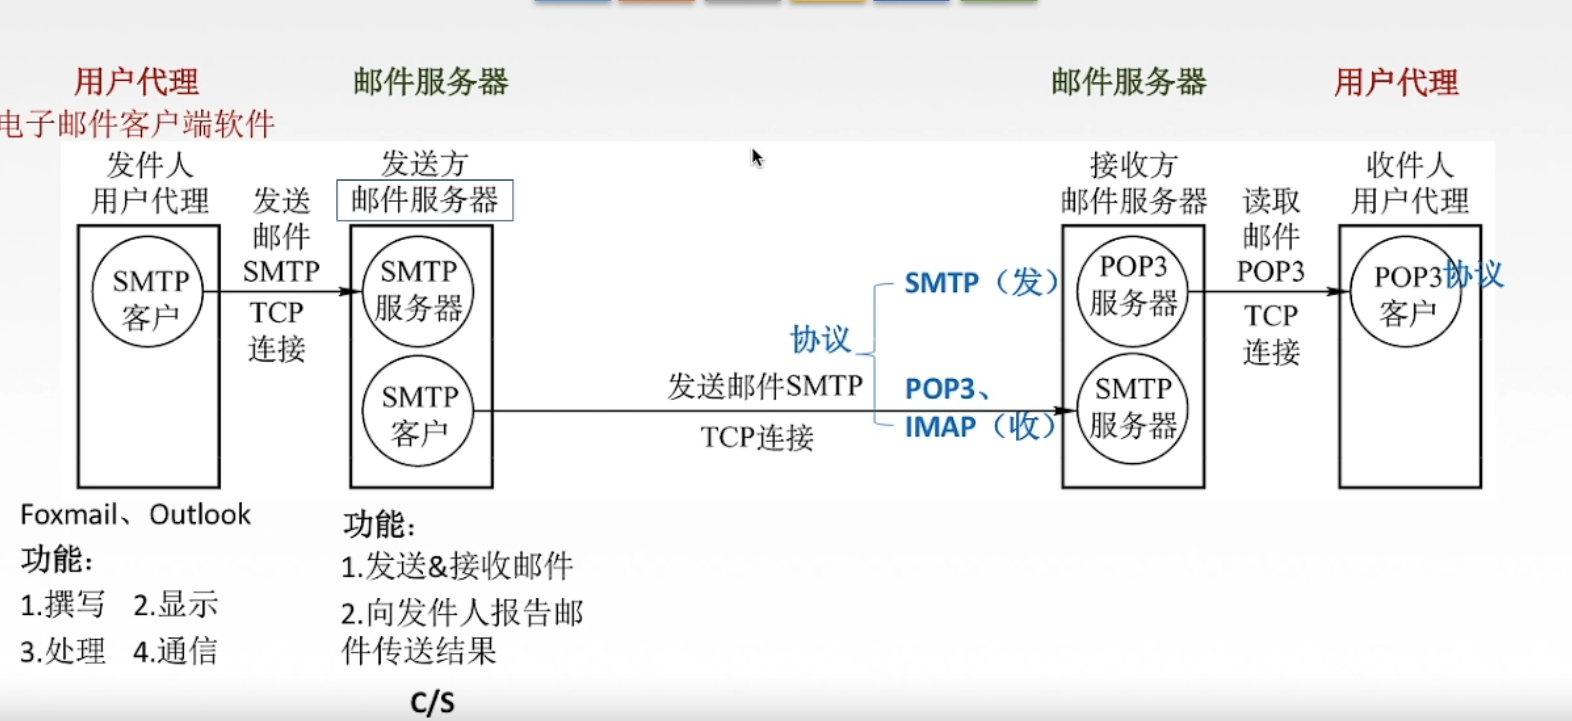 用户代理
邮件服务器
邮件服务器
用户代理
电子邮件客户端软件
发件人
用户代理
发送
邮件
SMTP
TCP
连接
发送方
邮件服务器
接收方
邮件服务器
读取
邮件
POP3
TCP
连接
收件人
用户代理
SMTP
客户
SMTP
服务器
SMTP
客户
发送邮件SMTP
TCP连接
协议
SMTP（发）
POP3、
IMAP（收）
POP3
服务器
SMTP
服务器
POP3
客户
协议
Foxmail、Outlook
功能：
1.撰写 2.显示
3.处理 4.通信
功能：
1.发送&接收邮件
2.向发件人报告邮
件传送结果
C/S